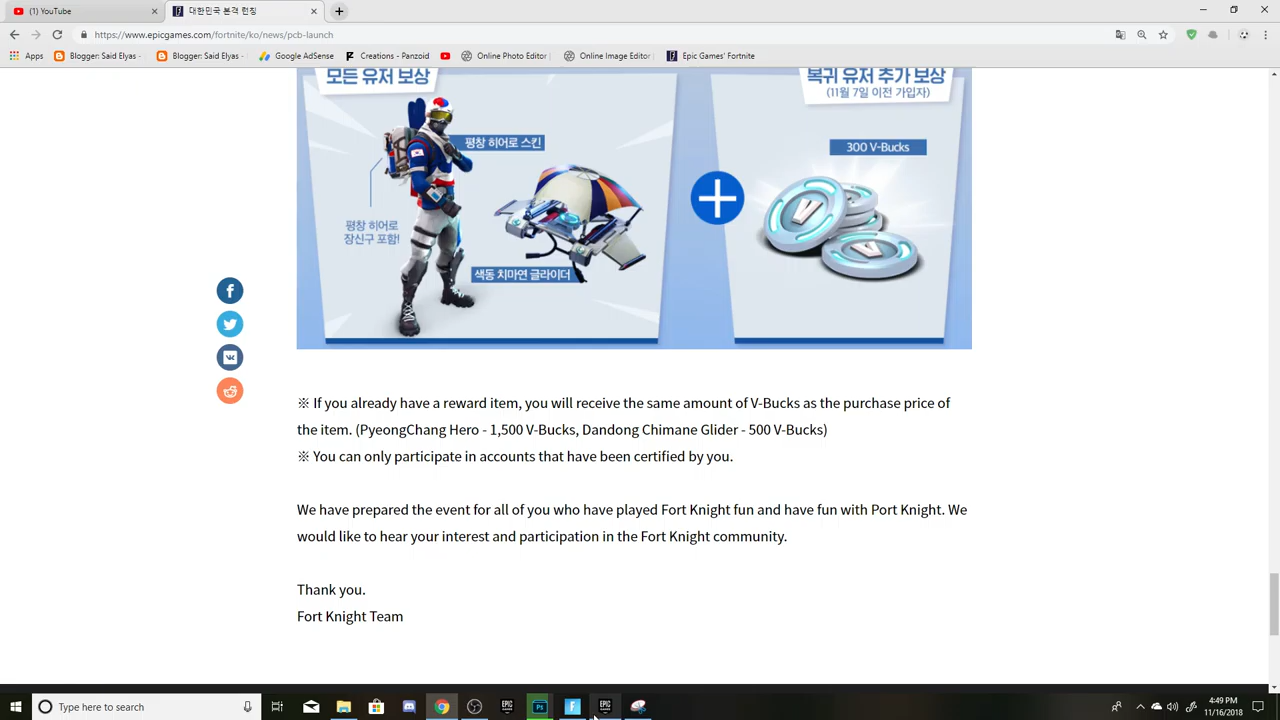 (1) YouTube
대한민국 본격 런칭
https://www.epicgames.com/fortnite/ko/news/pcb-launch
Apps
Blogger: Said Elyas -
Blogger: Said Elyas -
Google AdSense
Creations - Panzoid
Online Photo Editor
Online Image Editor
Epic Games' Fortnite
모든 유저 보상
복귀 유저 추가 보상
(11월 7일 이전 가입자)
평창 히어로 스킨
300 V-Bucks
평창 히어로
장신구 포함!
색동 치마연 글라이더
※ If you already have a reward item, you will receive the same amount of V-Bucks as the purchase price of
the item. (PyeongChang Hero - 1,500 V-Bucks, Dandong Chimane Glider - 500 V-Bucks)
※ You can only participate in accounts that have been certified by you.
We have prepared the event for all of you who have played Fort Knight fun and have fun with Port Knight. We
would like to hear your interest and participation in the Fort Knight community.
Thank you.
Fort Knight Team
Type here to search
4:49 PM
11/16/2018